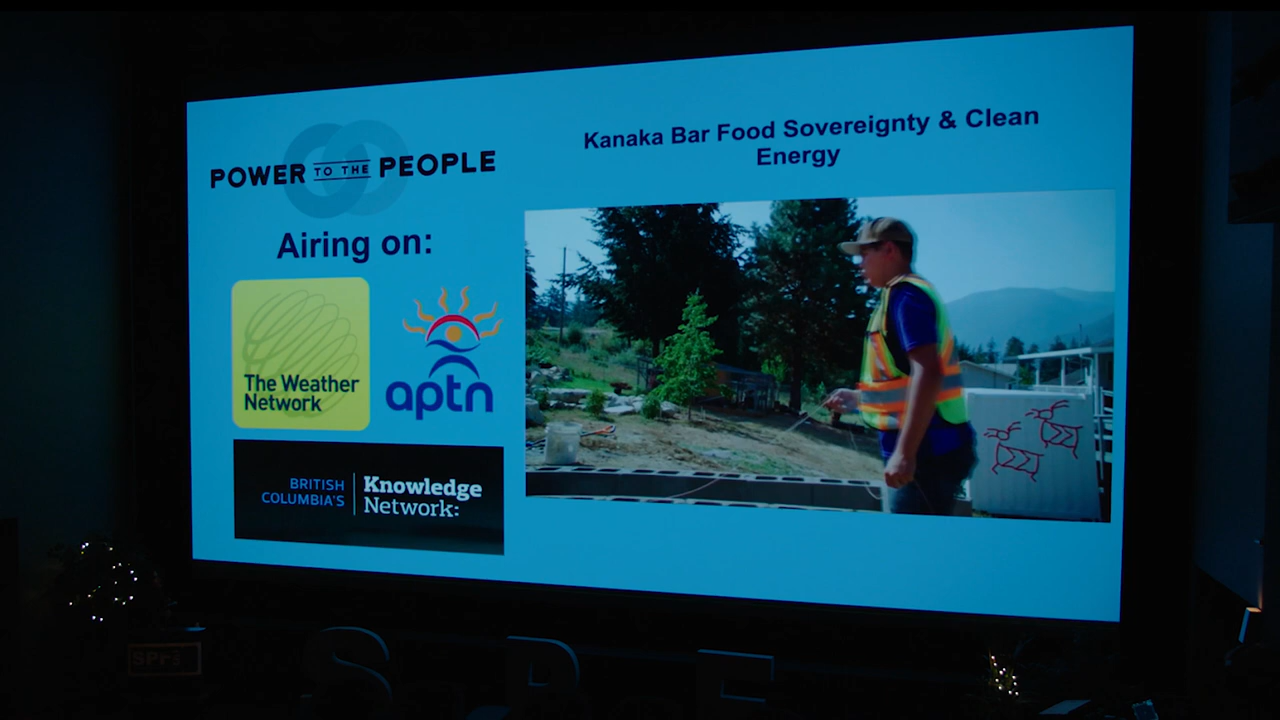 POWER TO THE PEOPLE
Airing on:
The Weather
Network
aptn
BRITISH
COLUMBIA'S
Knowledge
Network:
Kanaka Bar Food Sovereignty & Clean
Energy